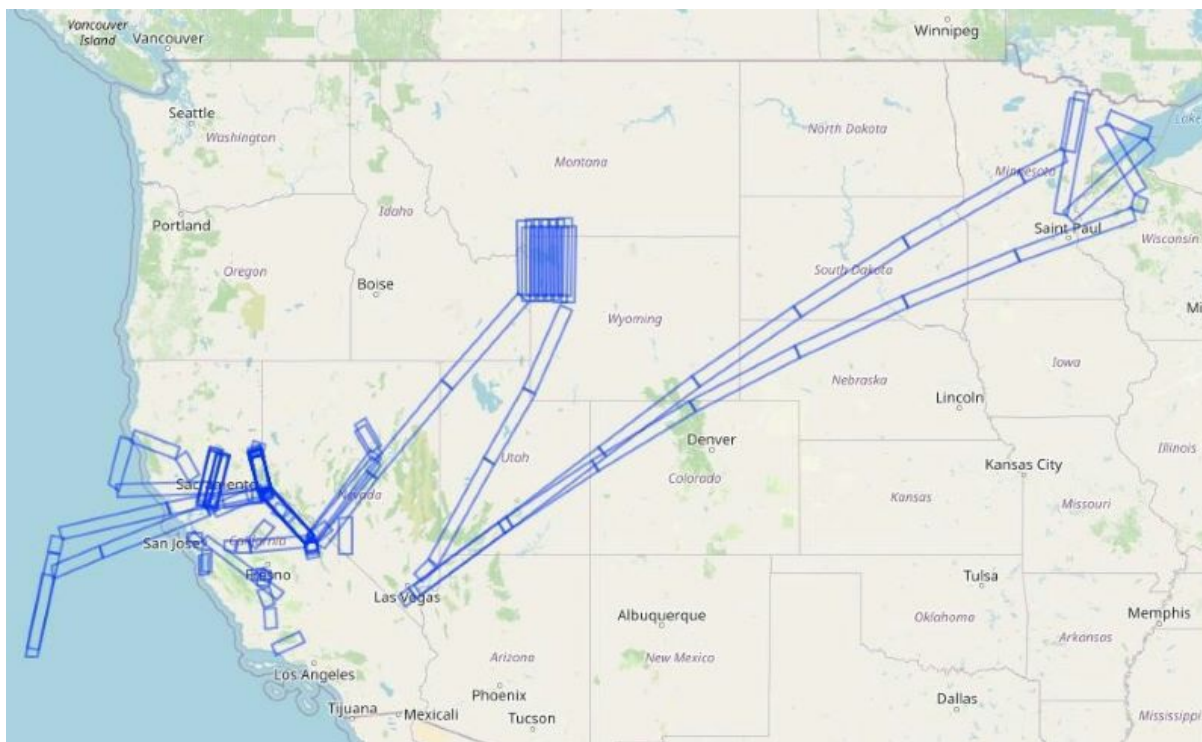 Vancouver
Island
Vancouver
Winnipeg
Seattle
Washington
North Dakota
Lake
Montana
Minnesota
Portland
Idaho
Saint Paul
Wisconsin
Oregon
South Dakota
Boise
Wyoming
Mi
Iowa
Nebraska
Lincoln
Denver
Utah
Illinois
Colorado
Kansas City
Sacramento
Nevada
Kansas
Missouri
San Jose
California
Fresno
Las Vegas
Tulsa
Albuquerque
Oklahoma
Memphis
Arkansas
Arizona
New Mexico
Los Angeles
Phoenix
Dallas
Tijuana
Mexicali
Tucson
Mississippi